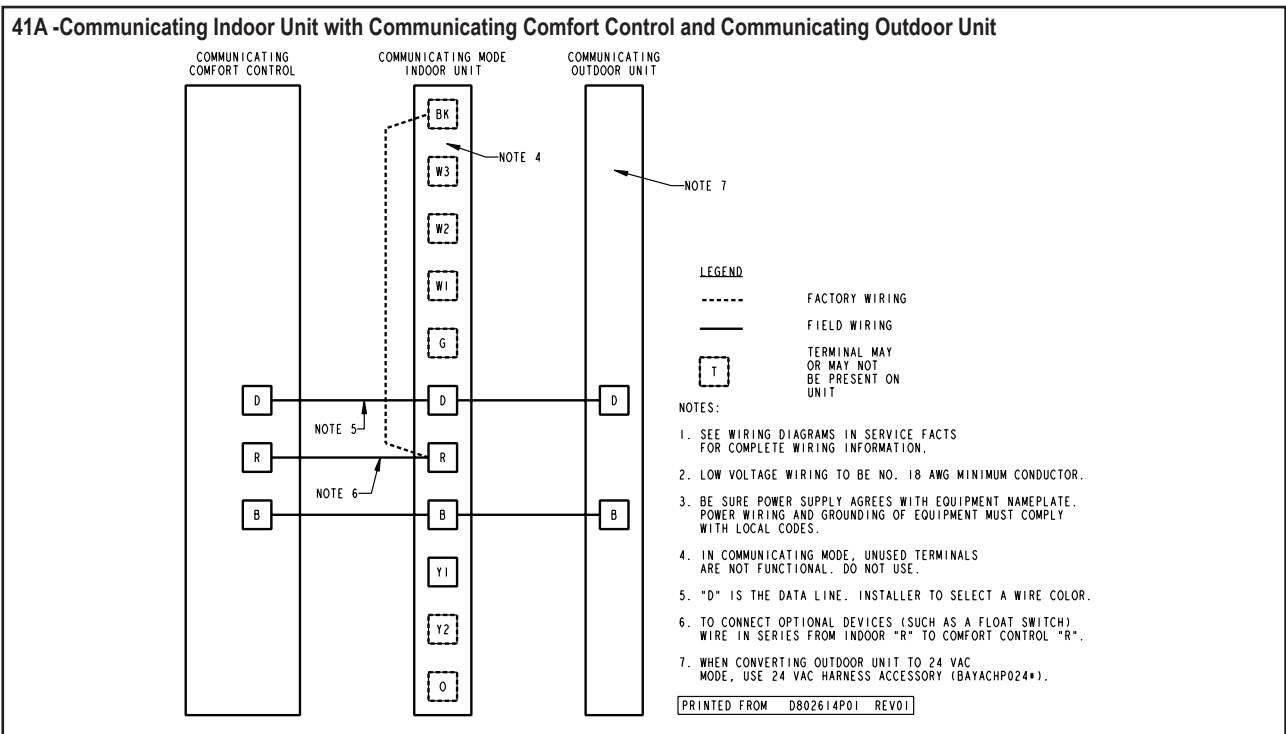 41A -Communicating Indoor Unit with Communicating Comfort Control and Communicating Outdoor Unit
COMMUNICATING
COMFORT CONTROL
COMMUNICATING MODE
INDOOR UNIT
COMMUNICATING
OUTDOOR UNIT
BK
NOTE 4
W3
NOTE 7
W2
W1
G
D
D
D
NOTE 5
R
R
NOTE 6
B
B
B
Y1
Y2
O
LEGEND
FACTORY WIRING
FIELD WIRING
T
TERMINAL MAY
OR MAY NOT
BE PRESENT ON
UNIT
NOTES:
1. SEE WIRING DIAGRAMS IN SERVICE FACTS
FOR COMPLETE WIRING INFORMATION.
2. LOW VOLTAGE WIRING TO BE NO. 18 AWG MINIMUM CONDUCTOR.
3. BE SURE POWER SUPPLY AGREES WITH EQUIPMENT NAMEPLATE.
POWER WIRING AND GROUNDING OF EQUIPMENT MUST COMPLY
WITH LOCAL CODES.
4. IN COMMUNICATING MODE, UNUSED TERMINALS
ARE NOT FUNCTIONAL. DO NOT USE.
5. "D" IS THE DATA LINE. INSTALLER TO SELECT A WIRE COLOR.
6. TO CONNECT OPTIONAL DEVICES (SUCH AS A FLOAT SWITCH)
WIRE IN SERIES FROM INDOOR "R" TO COMFORT CONTROL "R".
7. WHEN CONVERTING OUTDOOR UNIT TO 24 VAC
MODE, USE 24 VAC HARNESS ACCESSORY (BAYACHP024*).
PRINTED FROM D802614P01 REV01